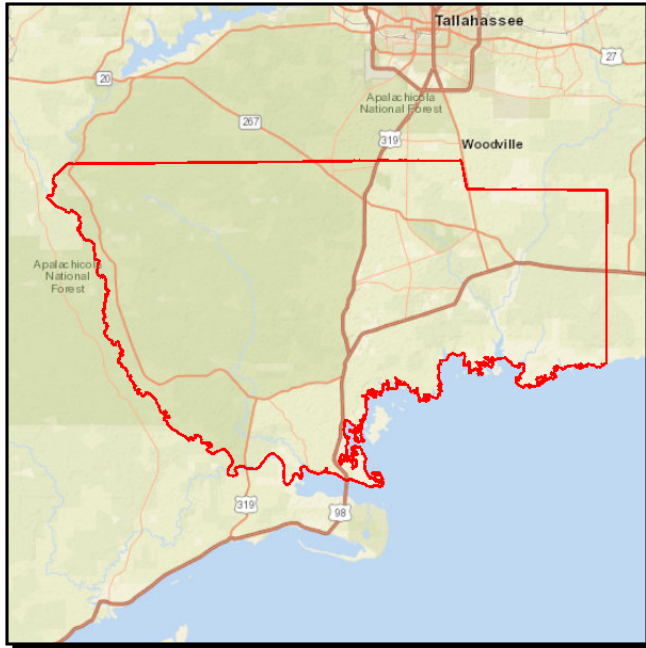 Tallahassee
27
20
Apalachicola
National Forest
267
319
Woodville
Apalachicola
National
Forest
319
98